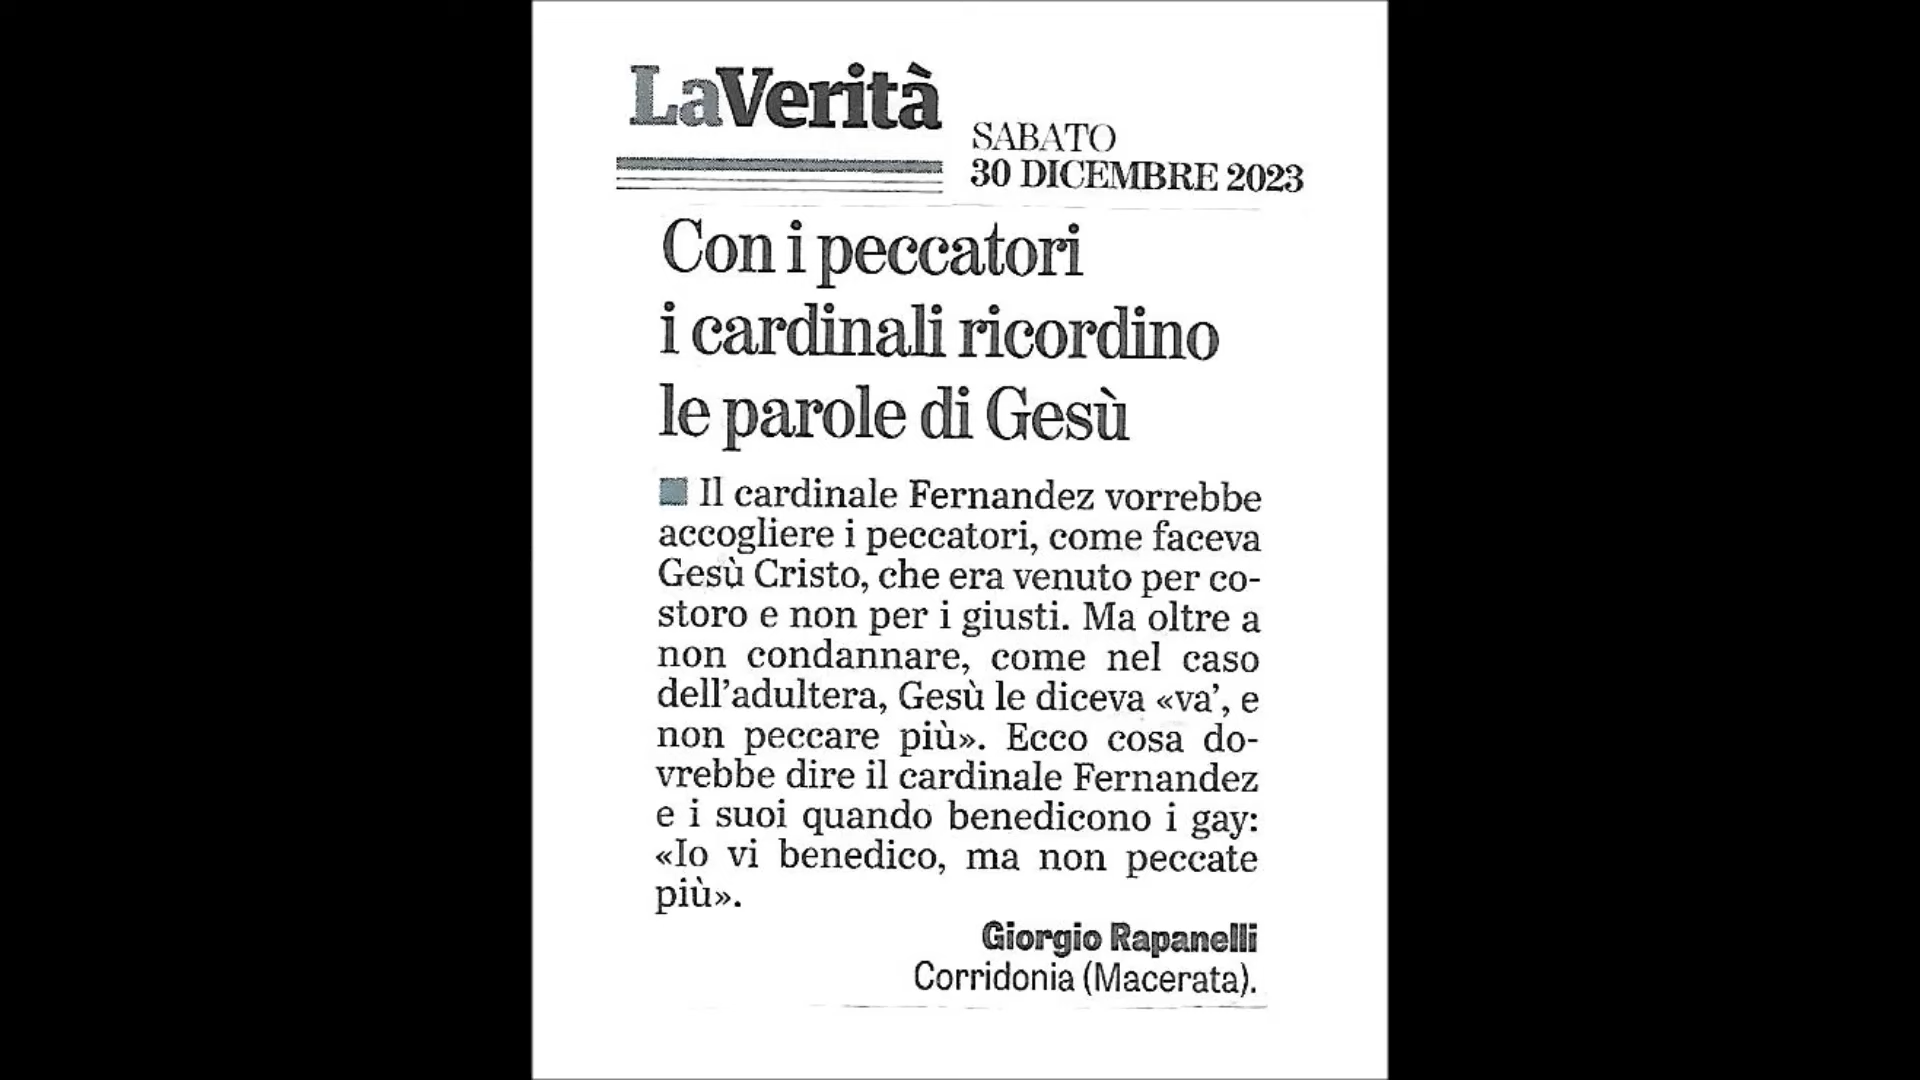 LaVerità
SABATO
30 DICEMBRE 2023
Con i peccatori
i cardinali ricordino
le parole di Gesù
Il cardinale Fernandez vorrebbe
accogliere i peccatori, come faceva
Gesù Cristo, che era venuto per co-
storo e non per i giusti. Ma oltre a
non condannare, come nel caso
dell’adultera, Gesù le diceva «va’, e
non peccare più». Ecco cosa do-
vrebbe dire il cardinale Fernandez
e i suoi quando benedicono i gay:
«Io vi benedico, ma non peccate
più».
Giorgio Rapanelli
Corridonia (Macerata).